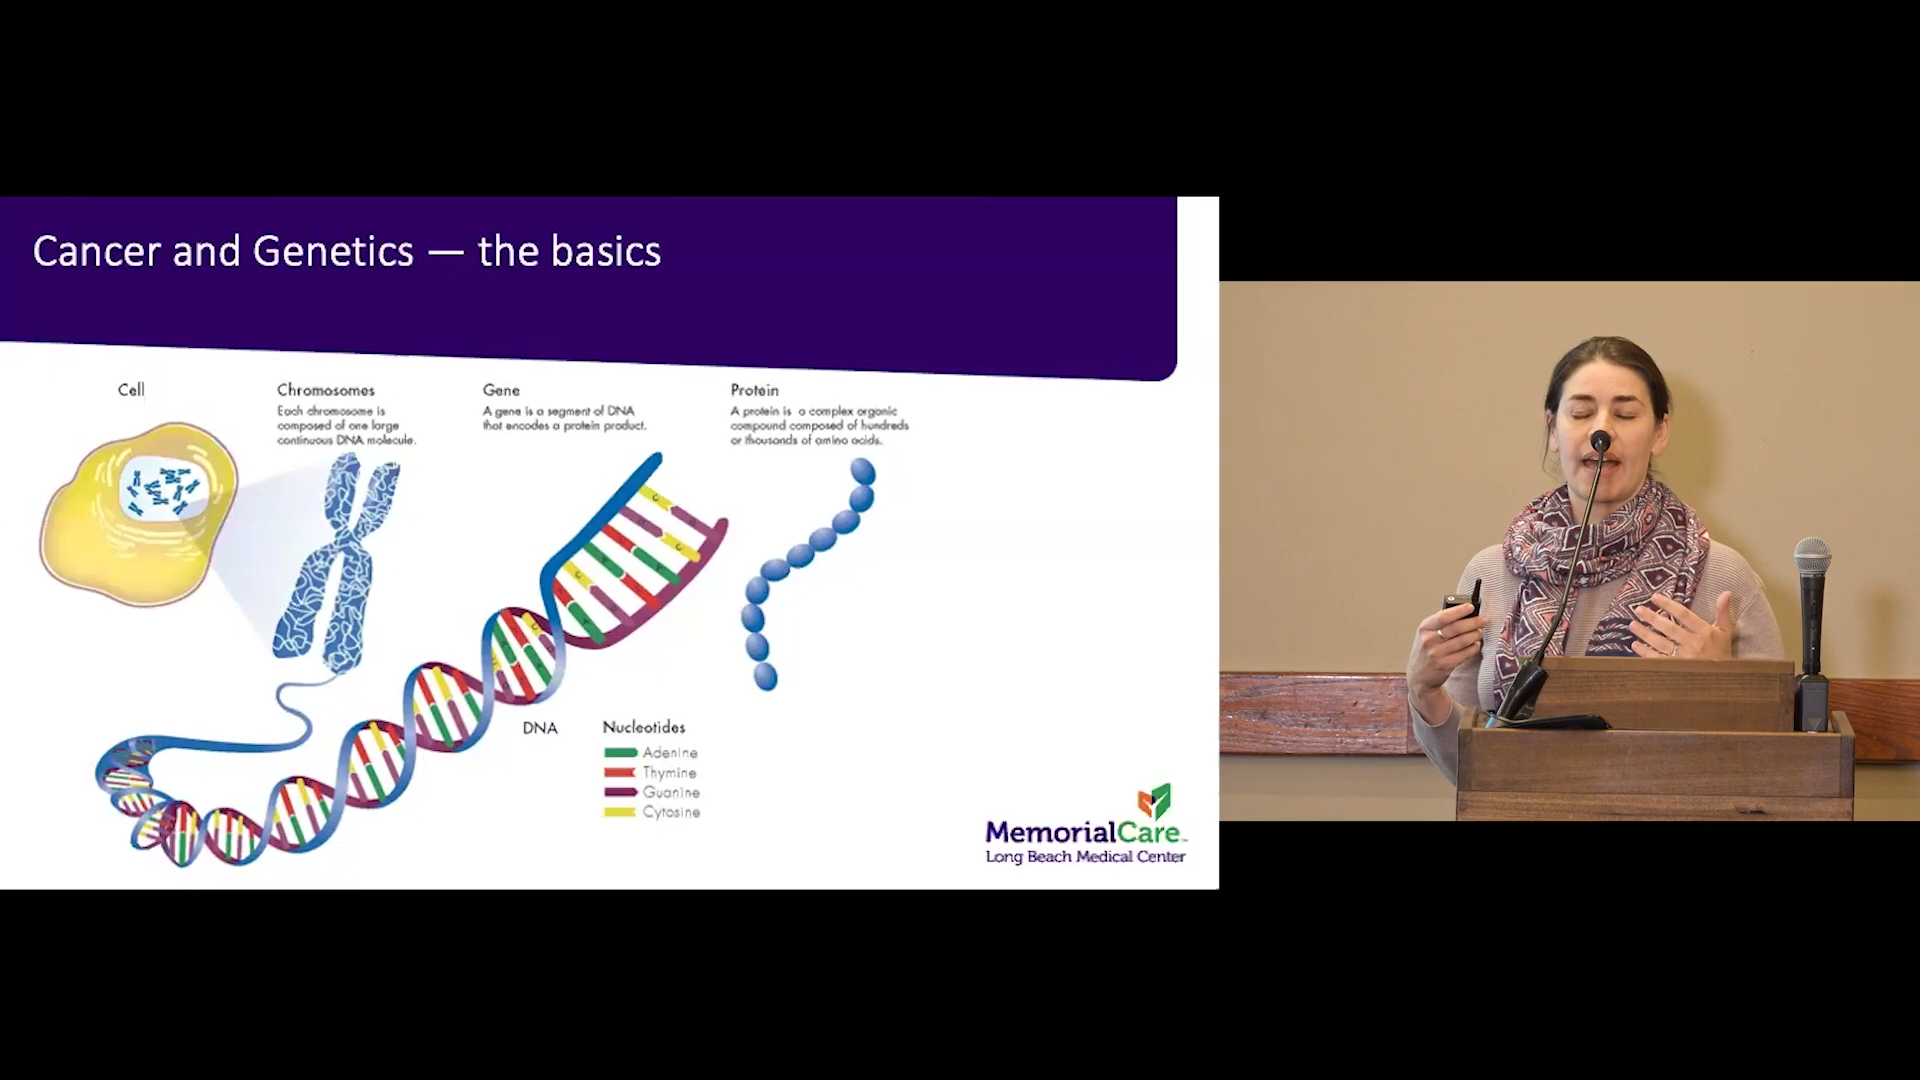 Cancer and Genetics — the basics
Cell
Chromosomes
Each chromosome is
composed of one large
continuous DNA molecule.
Gene
A gene is a segment of DNA
that encodes a protein product.
Protein
A protein is a complex organic
compound composed of hundreds
or thousands of amino acids.
DNA
Nucleotides
Adenine
Thymine
Guanine
Cytosine
MemorialCare
Long Beach Medical Center